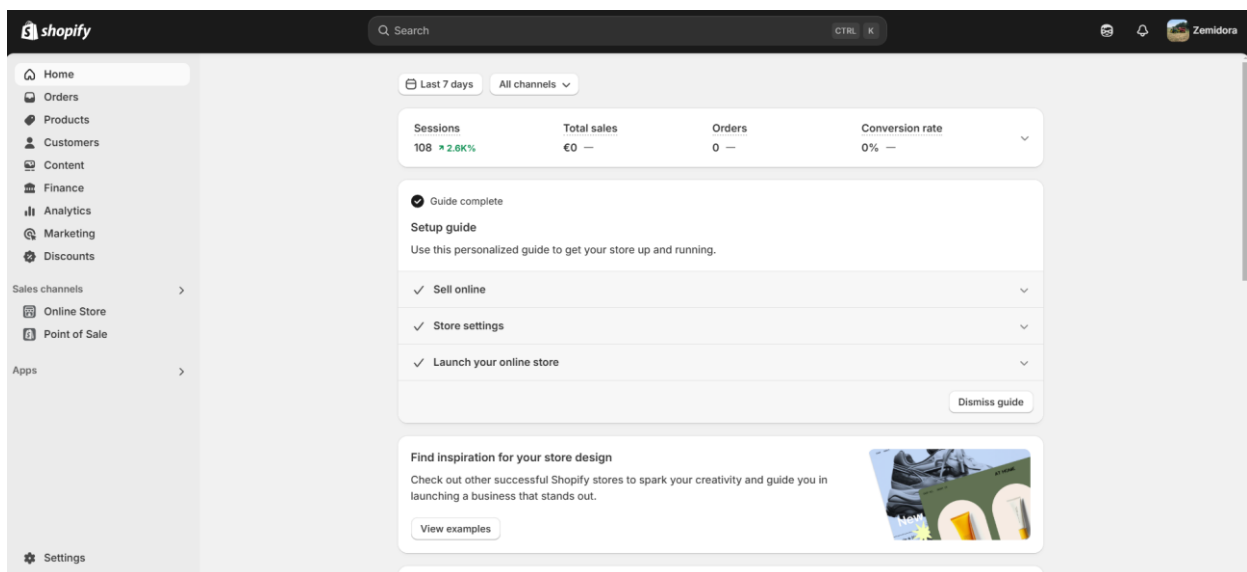 shopify
Search
CTRL K
Zemidora
Home
Orders
Products
Customers
Content
Finance
Analytics
Marketing
Discounts
Sales channels
Online Store
Point of Sale
Apps
Settings
Last 7 days All channels
Sessions Total sales Orders Conversion rate
108 2.6K% €0 — 0 — 0% —
Guide complete
Setup guide
Use this personalized guide to get your store up and running.
Sell online
Store settings
Launch your online store
Dismiss guide
Find inspiration for your store design
Check out other successful Shopify stores to spark your creativity and guide you in
launching a business that stands out.
View examples
New
AT HOME